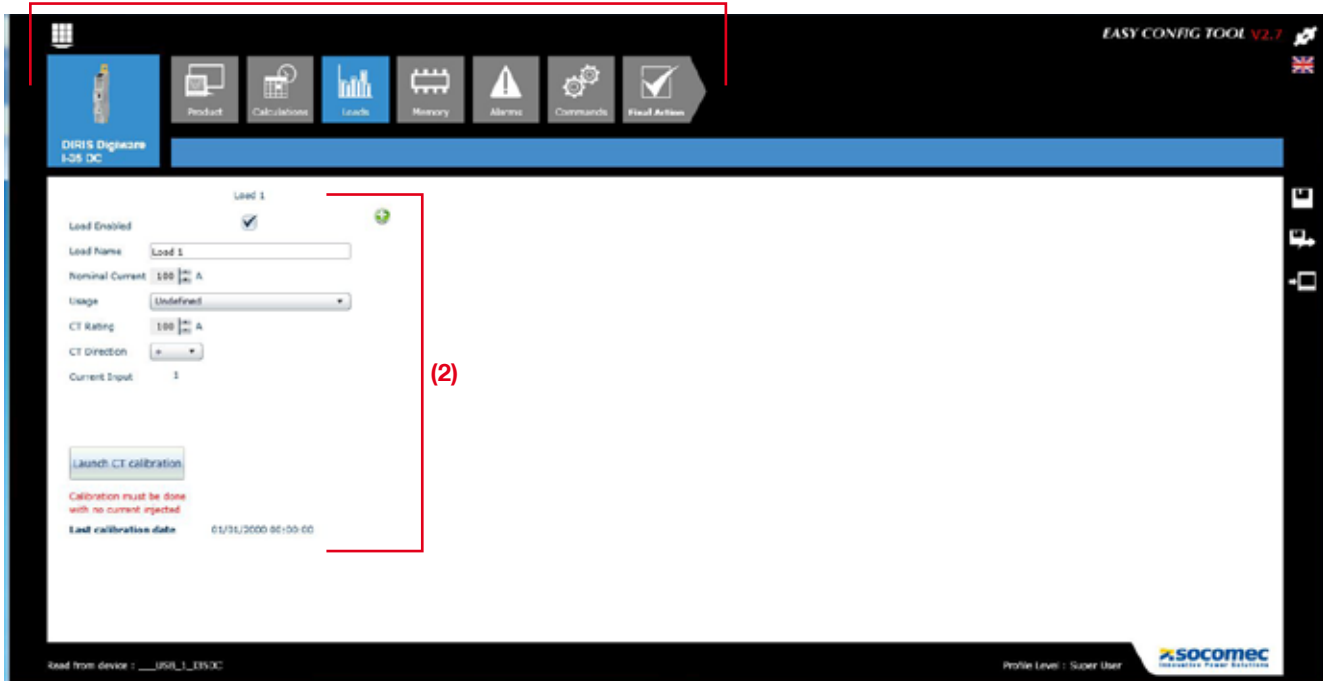 EASY CONFIG TOOL V2.7
Product
Calculations
Loads
Memory
Alarms
Commands
Final Action
DIRIS Digiware
I-35 DC
Load 1
Load Enabled
Load Name Load 1
Nominal Current 100 A
Usage Undefined
CT Rating 100 A
CT Direction +
Current Input 1
(2)
Launch CT calibration
Calibration must be done
with no current injected
Last calibration date 01/01/2000 00:00:00
Read from device : ___USB_1_I35DC
Profile Level : Super User
socomec
Innovative Power Solutions